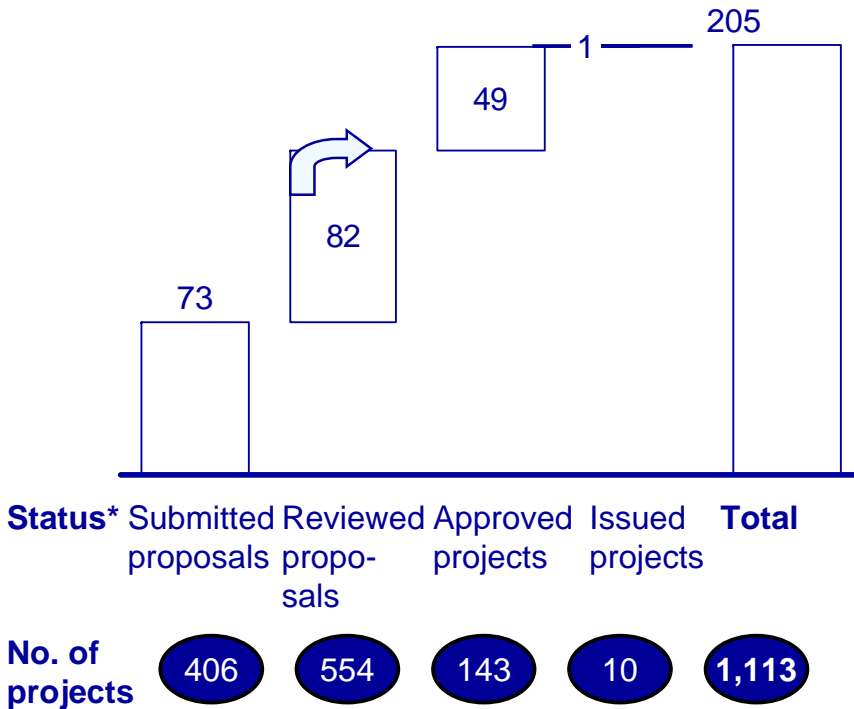 205
1
49
82
73
Status* Submitted Reviewed Approved Issued Total
proposals propo- projects projects
sals
No. of
406 554 143 10 1,113
projects